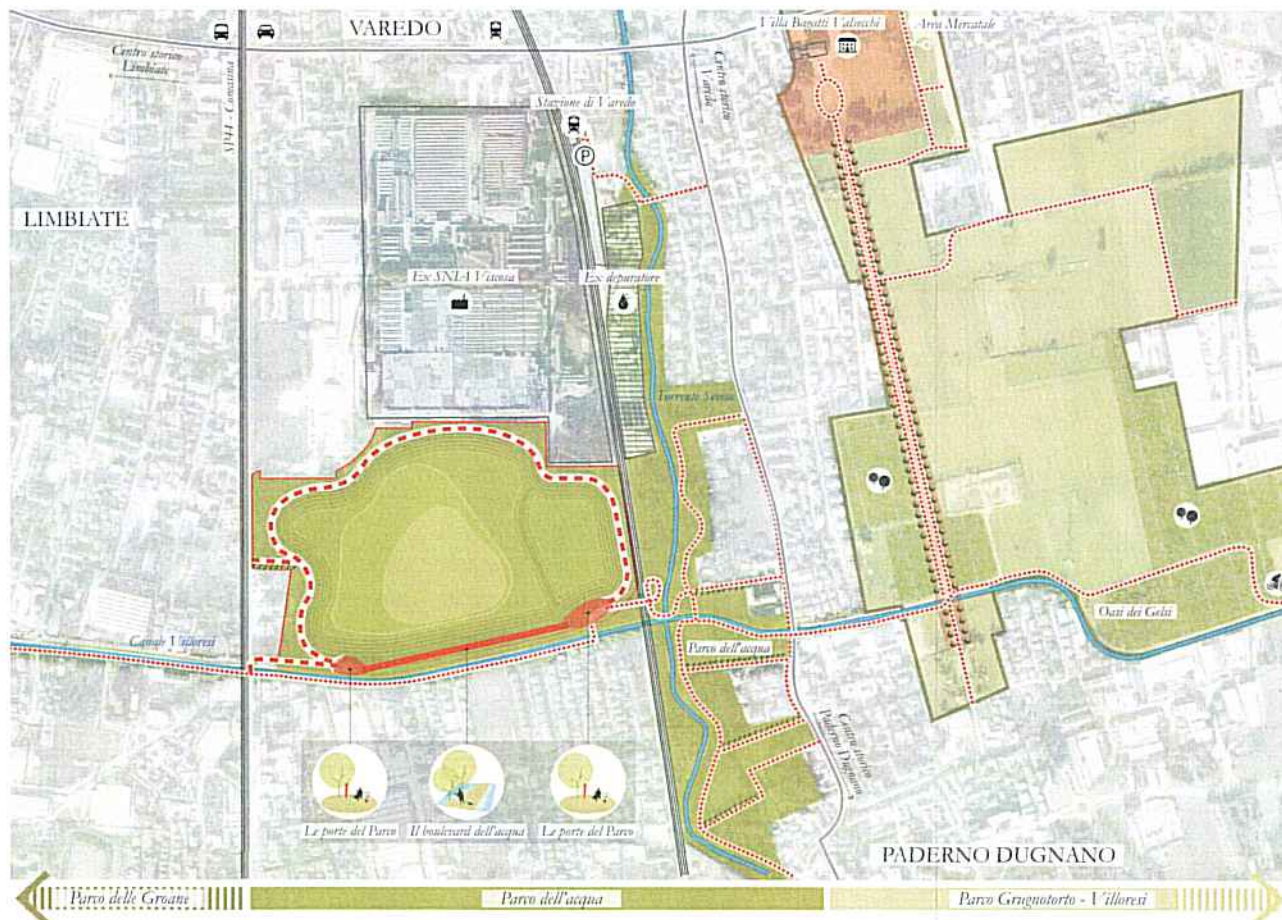 VAREDO
Villa Bagatti Valsecchi
Area Mercatale
Centro storico
Limbiate
SP44 - Comasina
Centro storico
Varedo
Stazione di Varedo
P
LIMBIATE
Ex SNIA Viscosa
Ex depuratore
Torrente Seveso
Canale Villoresi
Parco dell'acqua
Oasi dei Gelsi
Centro storico
Paderno Dugnano
Le porte del Parco
Il boulevard dell'acqua
Le porte del Parco
PADERNO DUGNANO
Parco delle Groane
Parco dell'acqua
Parco Grugnotorto - Villoresi